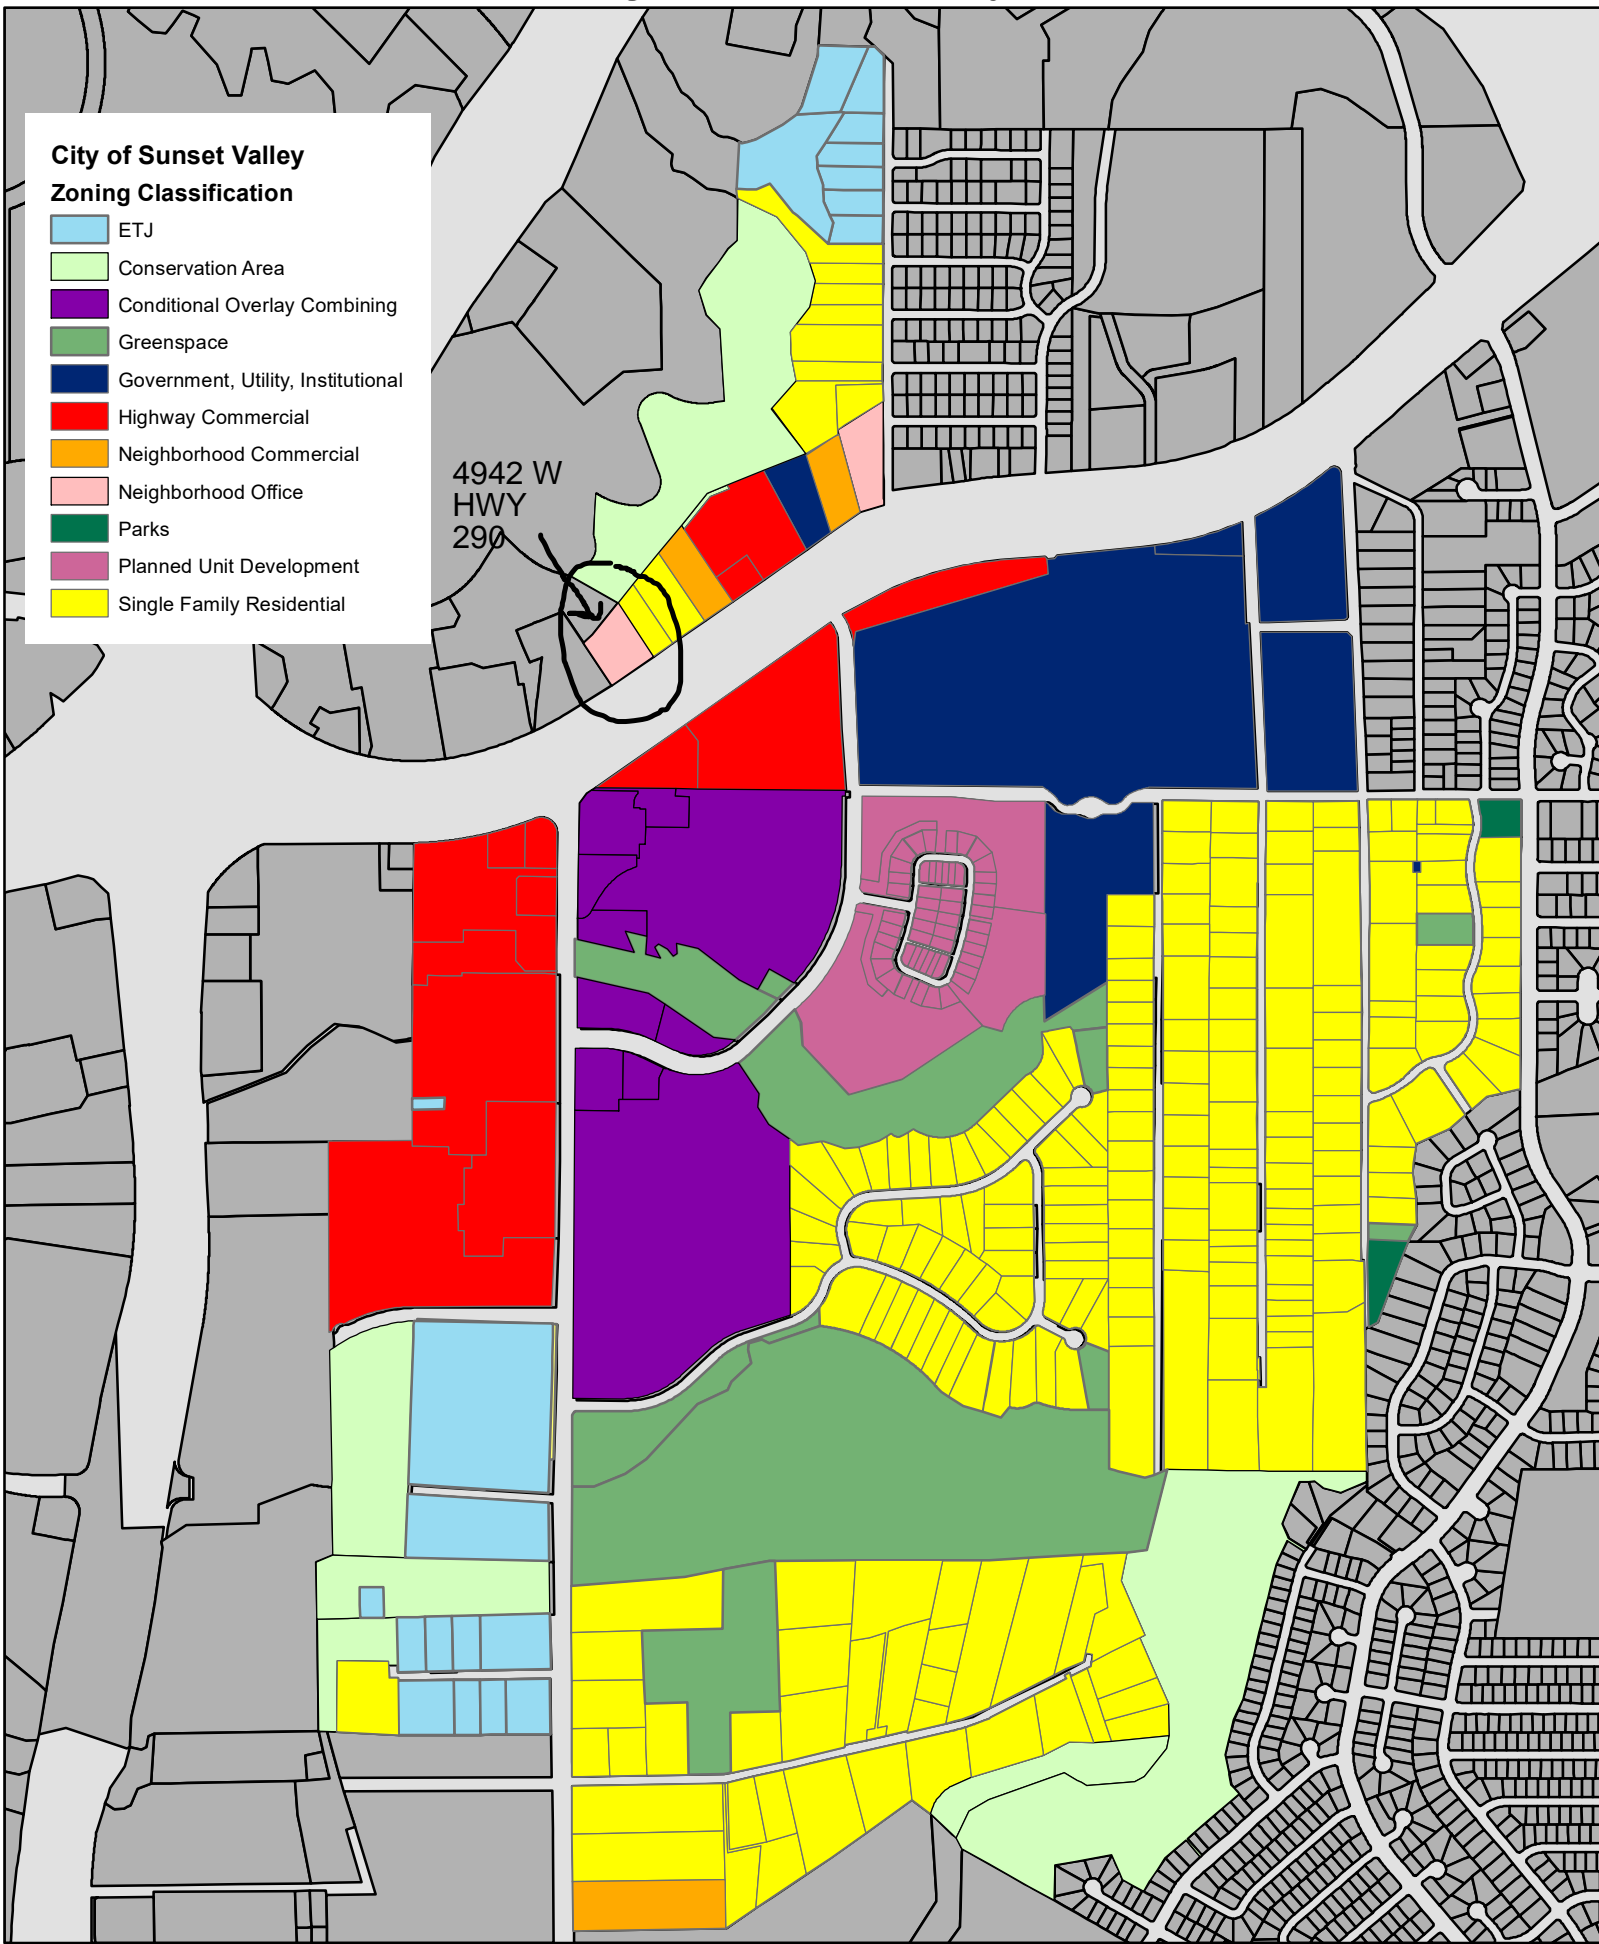 City of Sunset Valley
Zoning Classification
ETJ
Conservation Area
Conditional Overlay Combining
Greenspace
Government, Utility, Institutional
Highway Commercial
Neighborhood Commercial
Neighborhood Office
Parks
Planned Unit Development
Single Family Residential
4942 W
HWY
290